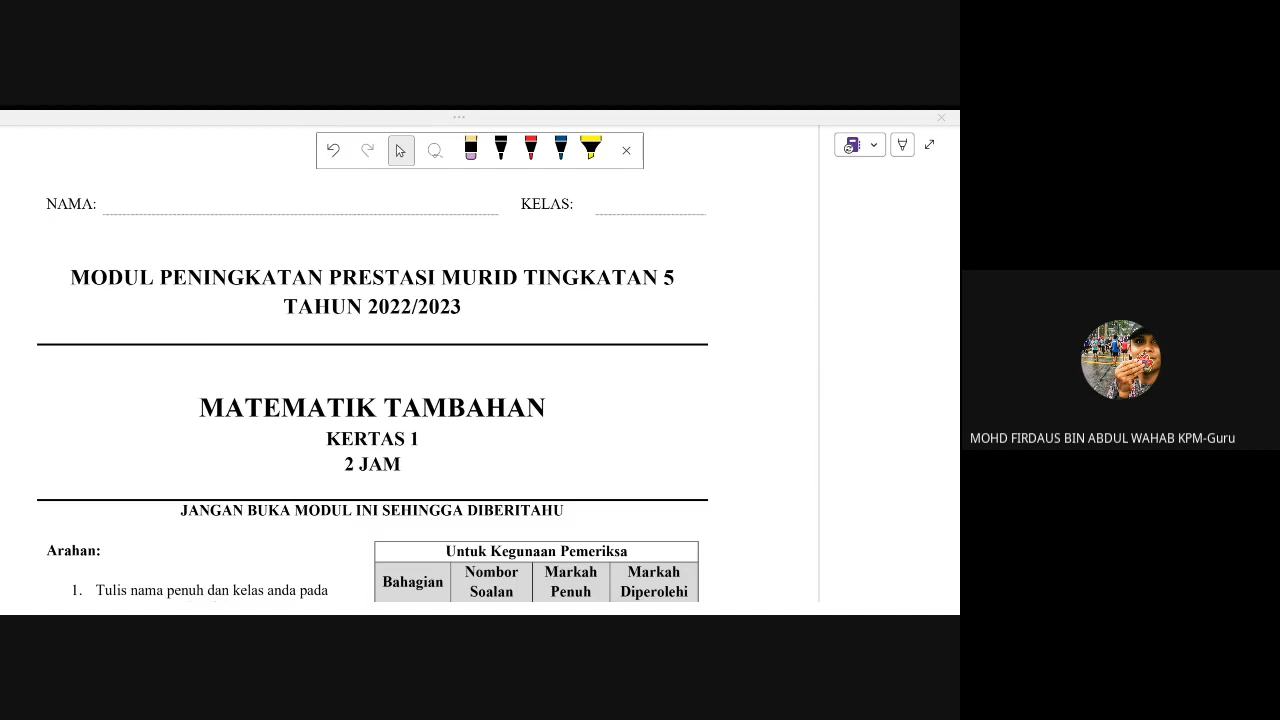 NAMA:
KELAS:
MODUL PENINGKATAN PRESTASI MURID TINGKATAN 5
TAHUN 2022/2023
MATEMATIK TAMBAHAN
KERTAS 1
2 JAM
JANGAN BUKA MODUL INI SEHINGGA DIBERITAHU
Arahan:
1. Tulis nama penuh dan kelas anda pada
Untuk Kegunaan Pemeriksa
Bahagian
Nombor
Soalan
Markah
Penuh
Markah
Diperolehi
MOHD FIRDAUS BIN ABDUL WAHAB KPM-Guru